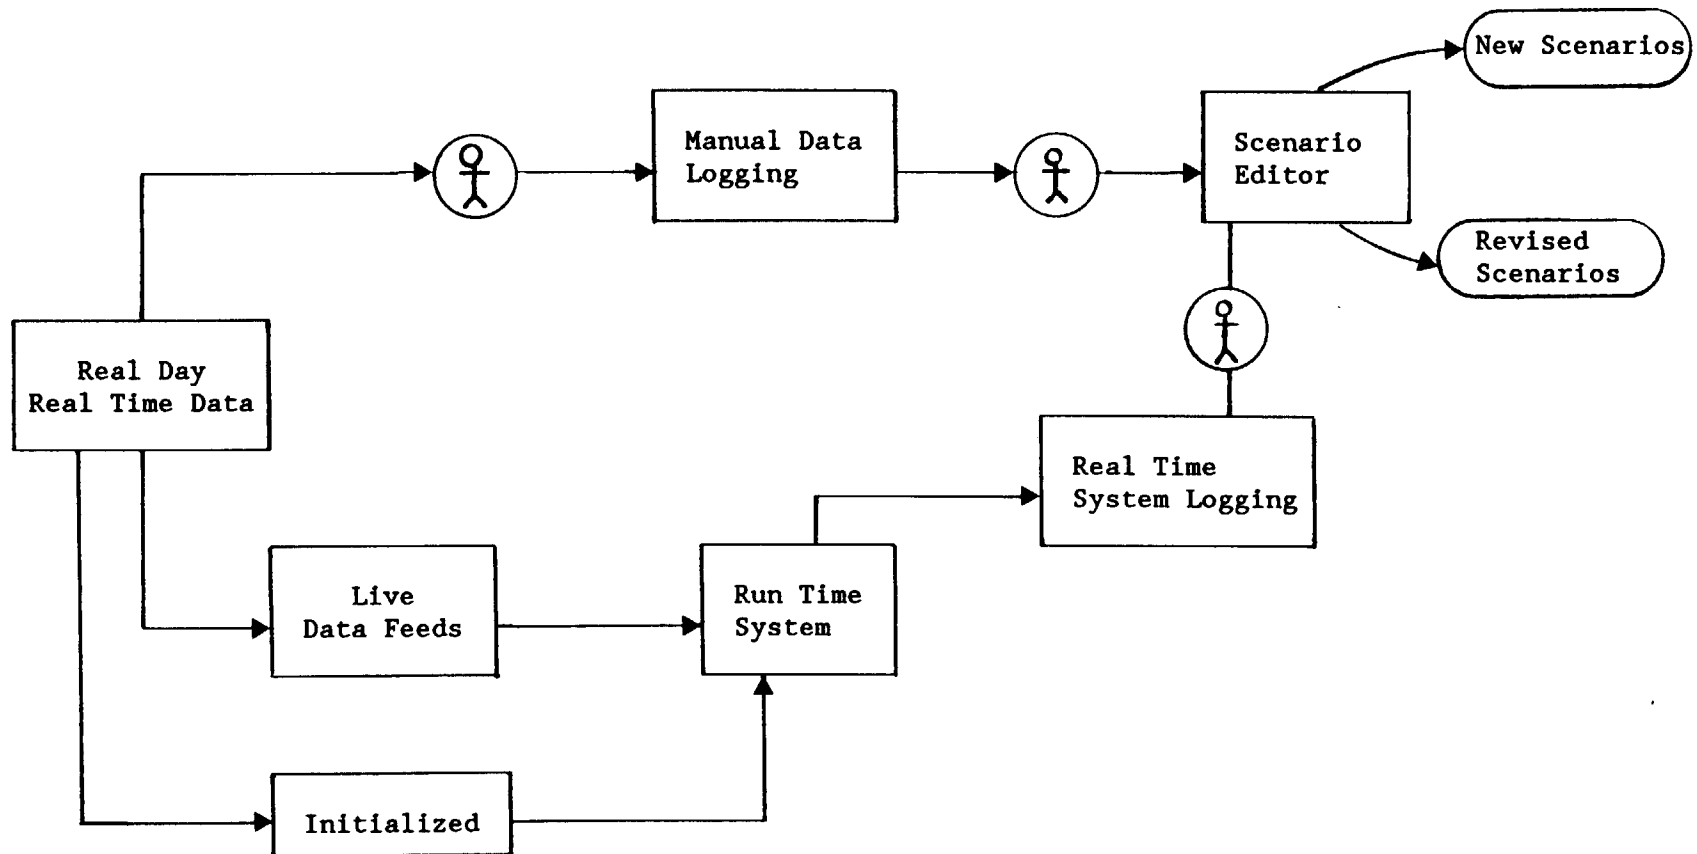 New Scenarios
Manual Data
Logging
Scenario
Editor
Revised
Scenarios
Real Day
Real Time Data
Real Time
System Logging
Live
Data Feeds
Run Time
System
Initialized